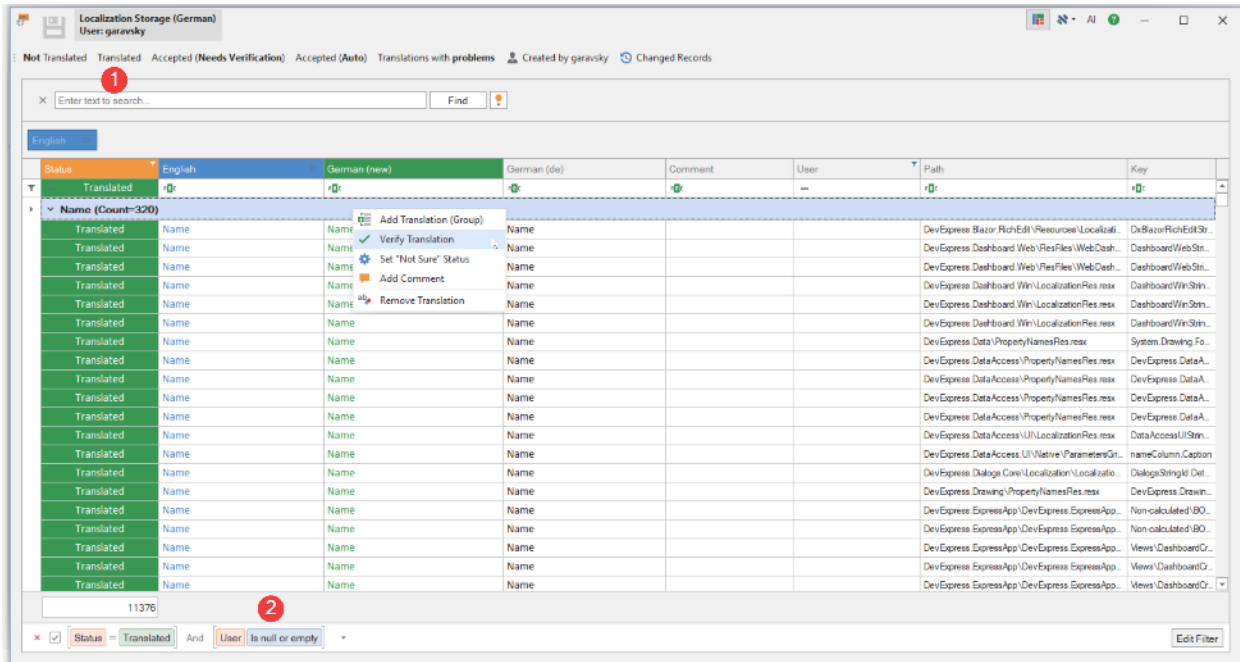 Localization Storage (German)
User: garavsky
AI
Not Translated Translated Accepted (Needs Verification) Accepted (Auto) Translations with problems Created by garavsky Changed Records
1
Enter text to search... Find
English
Status English German (new) German (de) Comment User Path Key
Translated
Name (Count=320)
Add Translation (Group)
Verify Translation
Set "Not Sure" Status
Add Comment
Remove Translation
Translated Name Name Name DevExpress.Blazor.RichEdit\Resources\Localizati... DxBlazorRichEditStr...
Translated Name Name Name DevExpress.Dashboard.Web\ResFiles\WebDash... DashboardWebStri...
Translated Name Name Name DevExpress.Dashboard.Web\ResFiles\WebDash... DashboardWebStri...
Translated Name Name Name DevExpress.Dashboard.Win\LocalizationRes.resx DashboardWinStrin...
Translated Name Name Name DevExpress.Dashboard.Win\LocalizationRes.resx DashboardWinStrin...
Translated Name Name Name DevExpress.Dashboard.Win\LocalizationRes.resx DashboardWinStrin...
Translated Name Name Name DevExpress.Data\PropertyNamesRes.resx System.Drawing.Fo...
Translated Name Name Name DevExpress.DataAccess\PropertyNamesRes.resx DevExpress.DataA...
Translated Name Name Name DevExpress.DataAccess\PropertyNamesRes.resx DevExpress.DataA...
Translated Name Name Name DevExpress.DataAccess\PropertyNamesRes.resx DevExpress.DataA...
Translated Name Name Name DevExpress.DataAccess\PropertyNamesRes.resx DevExpress.DataA...
Translated Name Name Name DevExpress.DataAccess\UI\LocalizationRes.resx DataAccessUIStrin...
Translated Name Name Name DevExpress.DataAccess.UI\Native\ParametersGri... nameColumn.Caption
Translated Name Name Name DevExpress.Dialogs.Core\Localization\Localizatio... DialogsStringId.Det...
Translated Name Name Name DevExpress.Drawing\PropertyNamesRes.resx DevExpress.Drawin...
Translated Name Name Name DevExpress.ExpressApp\DevExpress.ExpressApp... Non-calculated\BO...
Translated Name Name Name DevExpress.ExpressApp\DevExpress.ExpressApp... Non-calculated\BO...
Translated Name Name Name DevExpress.ExpressApp\DevExpress.ExpressApp... Views\DashboardCr...
Translated Name Name Name DevExpress.ExpressApp\DevExpress.ExpressApp... Views\DashboardCr...
Translated Name Name Name DevExpress.ExpressApp\DevExpress.ExpressApp... Views\DashboardCr...
11376
2
Status = Translated And User Is null or empty Edit Filter